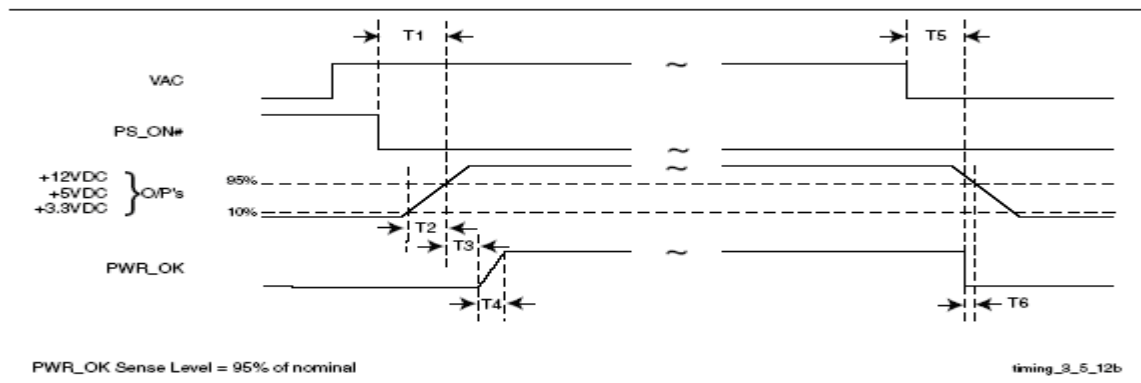 T1
T5
VAC
~
PS_ON#
~
+12VDC
+5VDC } O/P's
+3.3VDC
95%
~
~
10%
T2
T3
PWR_OK
~
T4
T6
PWR_OK Sense Level = 95% of nominal
timing_3_5_12b